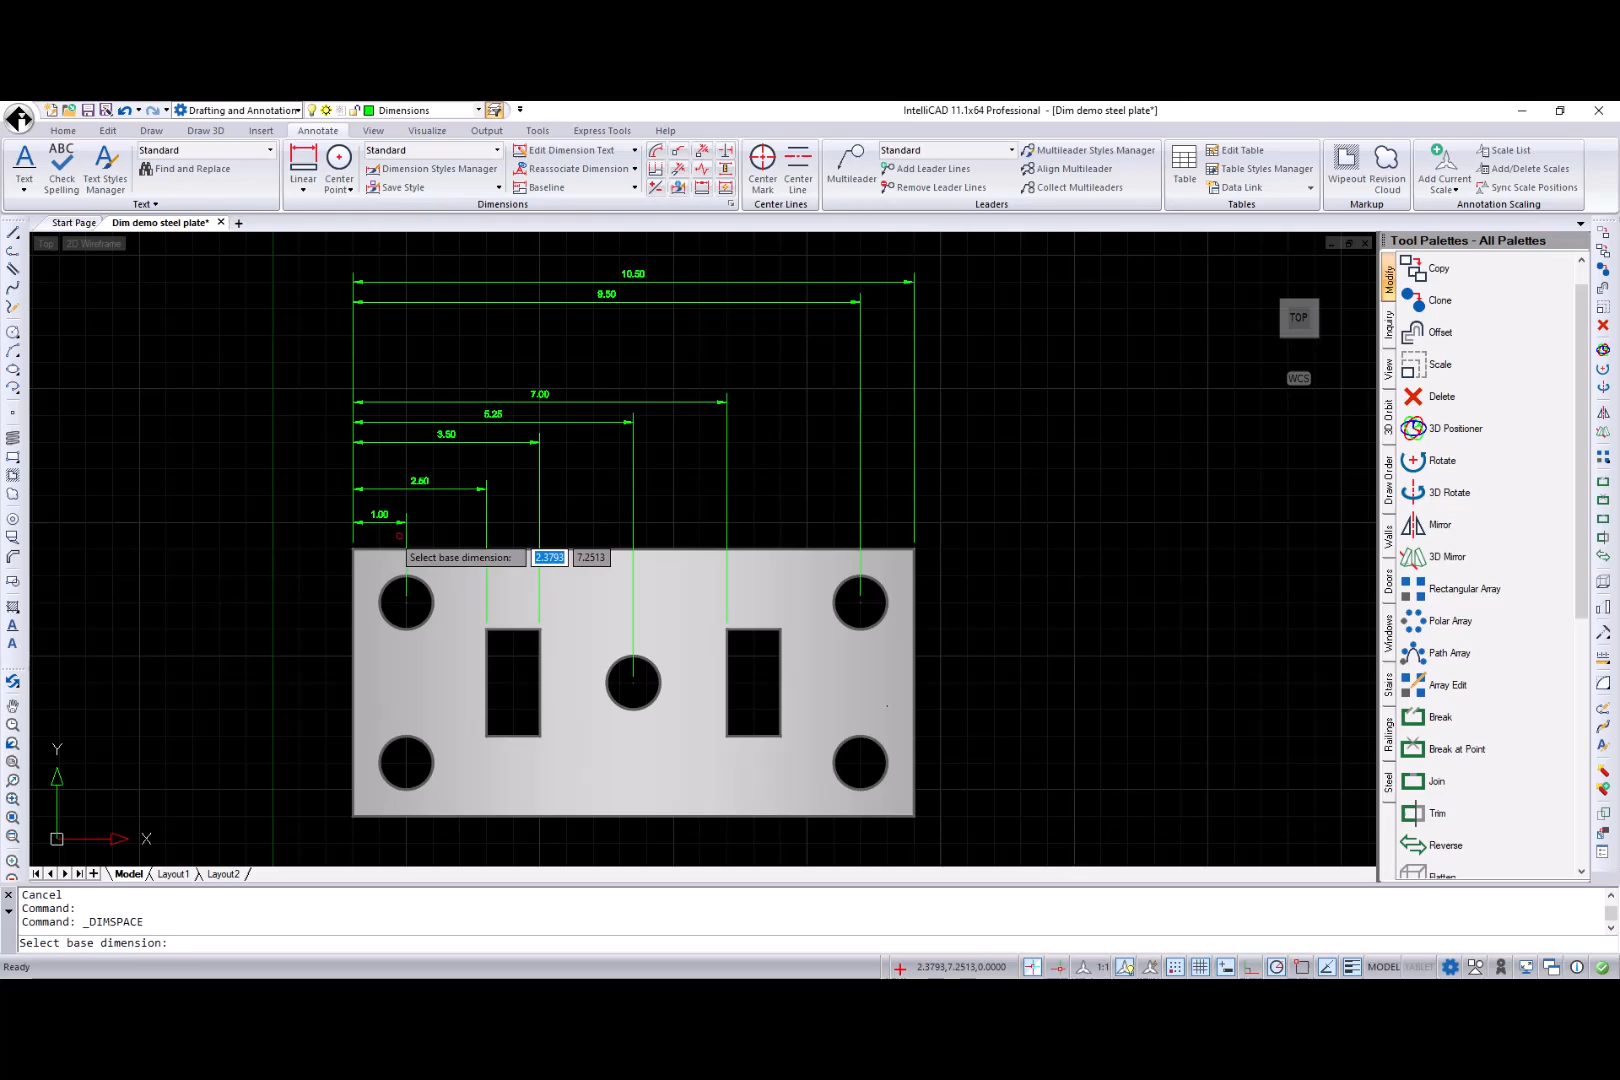 Drafting and Annotation
Dimensions
IntelliCAD 11.1x64 Professional - [Dim demo steel plate*]
Home Edit Draw Draw 3D Insert Annotate View Visualize Output Tools Express Tools Help
Text
ABC
Check Spelling
Text Styles Manager
Standard
Find and Replace
Text
Linear
Center Point
Standard
Dimension Styles Manager
Save Style
Edit Dimension Text
Reassociate Dimension
Baseline
Dimensions
Center Mark
Center Line
Center Lines
Multileader
Standard
Add Leader Lines
Remove Leader Lines
Multileader Styles Manager
Align Multileader
Collect Multileaders
Leaders
Table
Edit Table
Table Styles Manager
Data Link
Tables
Wipeout
Revision Cloud
Markup
Add Current Scale
Scale List
Add/Delete Scales
Sync Scale Positions
Annotation Scaling
Start Page
Dim demo steel plate*
Top
2D Wireframe
10.50
9.50
7.00
5.25
3.50
2.50
1.00
Select base dimension: 2.3793 7.2513
TOP
WCS
Y
X
Tool Palettes - All Palettes
Modify
Inquiry
View
3D Orbit
Draw Order
Walls
Doors
Windows
Stairs
Railings
Steel
Copy
Clone
Offset
Scale
Delete
3D Positioner
Rotate
3D Rotate
Mirror
3D Mirror
Rectangular Array
Polar Array
Path Array
Array Edit
Break
Break at Point
Join
Trim
Reverse
Flatten
Model Layout1 Layout2
Cancel
Command:
Command: _DIMSPACE
Select base dimension:
Ready
2.3793,7.2513,0.0000
1:1
MODEL
TABLET